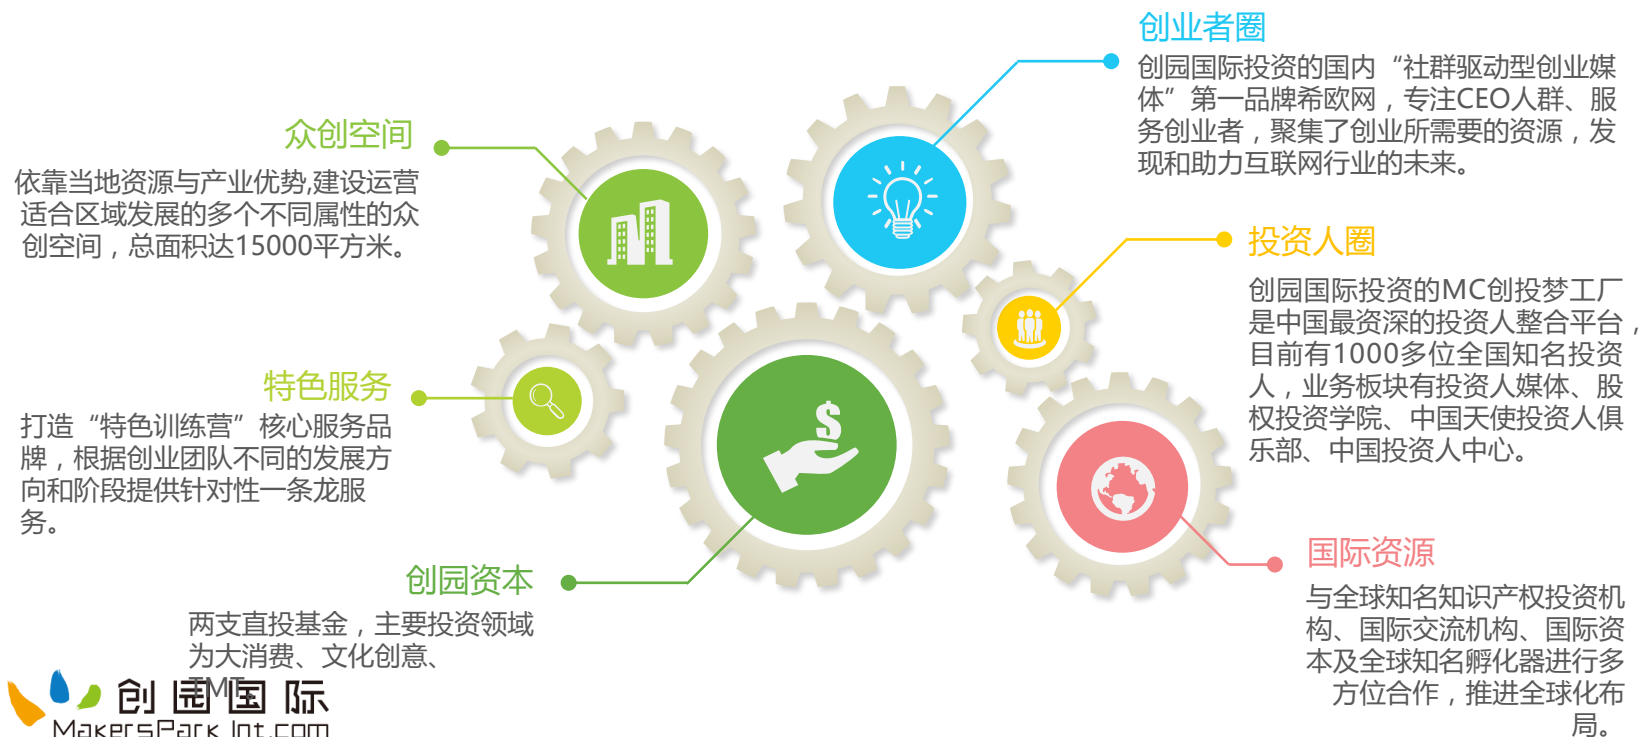 创业者圈
创园国际投资的国内“社群驱动型创业媒
体”第一品牌希欧网，专注CEO人群、服
务创业者，聚集了创业所需要的资源，发
现和助力互联网行业的未来。
众创空间
依靠当地资源与产业优势,建设运营
适合区域发展的多个不同属性的众
创空间，总面积达15000平方米。
投资人圈
创园国际投资的MC创投梦工厂
是中国最资深的投资人整合平台，
目前有1000多位全国知名投资
人，业务板块有投资人媒体、股
权投资学院、中国天使投资人俱
乐部、中国投资人中心。
特色服务
打造“特色训练营”核心服务品
牌，根据创业团队不同的发展方
向和阶段提供针对性一条龙服
务。
国际资源
与全球知名知识产权投资机
构、国际交流机构、国际资
本及全球知名孵化器进行多
方位合作，推进全球化布
局。
创园资本
两支直投基金，主要投资领域
为大消费、文化创意、
TMT。
创园国际
MakersPark Int.com